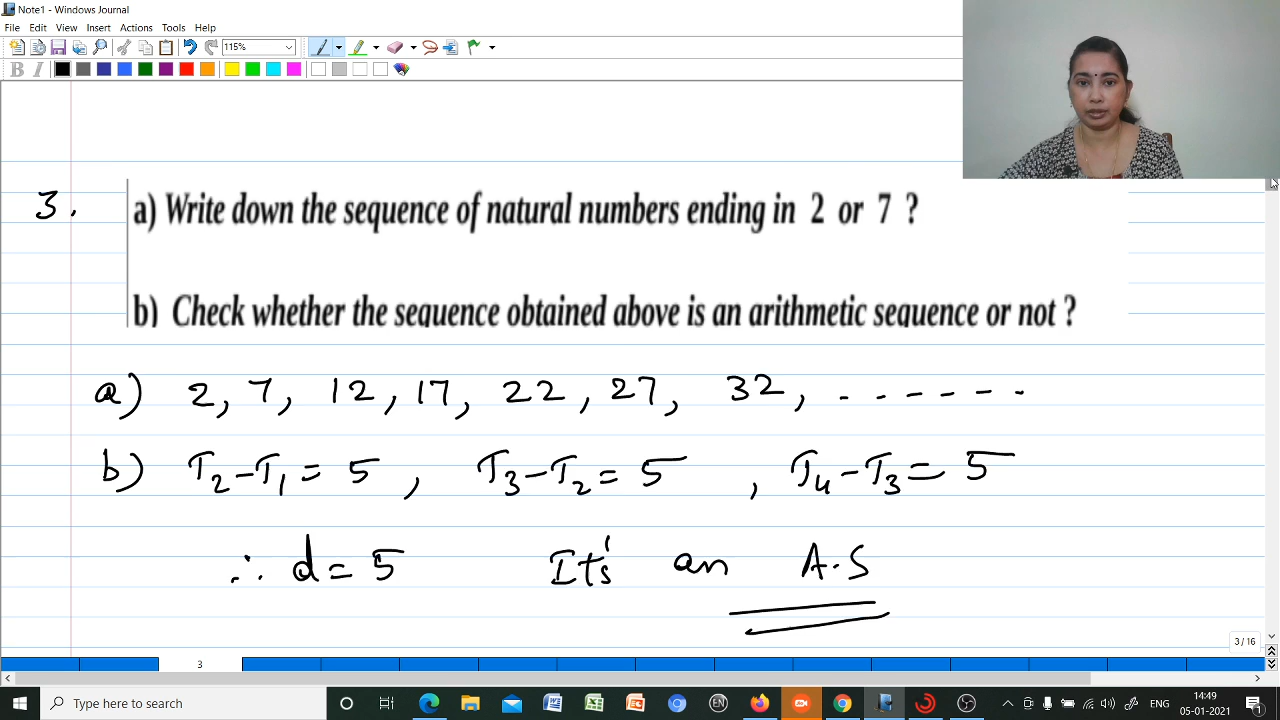 Note1 - Windows Journal
File Edit View Insert Actions Tools Help
115%
B I
3.
a) Write down the sequence of natural numbers ending in 2 or 7 ?
b) Check whether the sequence obtained above is an arithmetic sequence or not ?
a) 2, 7, 12, 17, 22, 27, 32, .......
b) T₂-T₁ = 5, T₃-T₂ = 5, T₄-T₃ = 5
∴ d = 5 It's an A.S
3 / 16
3
Type here to search
ENG
14:49
05-01-2021
3